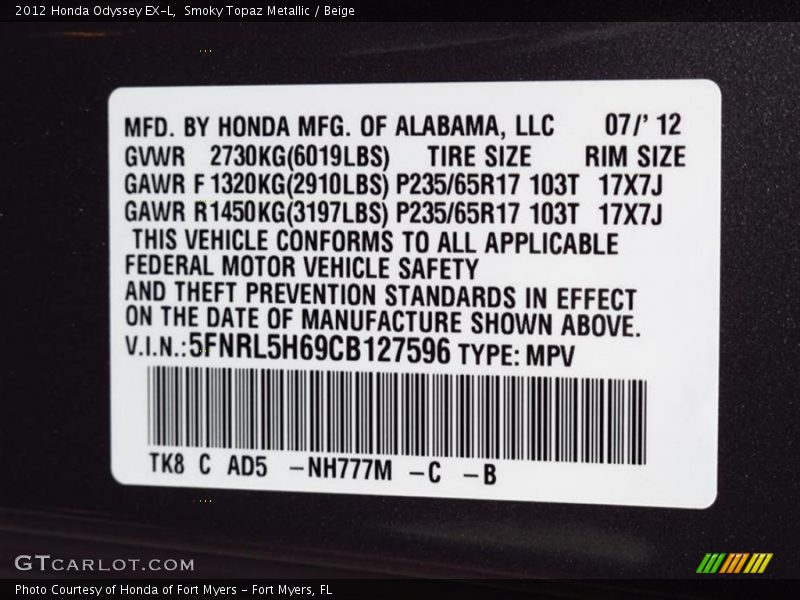 2012 Honda Odyssey EX-L,  Smoky Topaz Metallic / Beige
MFD. BY HONDA MFG. OF ALABAMA, LLC 07/' 12
GVWR 2730KG(6019LBS) TIRE SIZE RIM SIZE
GAWR F 1320KG(2910LBS) P235/65R17 103T 17X7J
GAWR R1450KG(3197LBS) P235/65R17 103T 17X7J
THIS VEHICLE CONFORMS TO ALL APPLICABLE
FEDERAL MOTOR VEHICLE SAFETY
AND THEFT PREVENTION STANDARDS IN EFFECT
ON THE DATE OF MANUFACTURE SHOWN ABOVE.
V.I.N.:5FNRL5H69CB127596 TYPE: MPV
TK8 C AD5 -NH777M -C -B
GTCARLOT.COM
Photo Courtesy of Honda of Fort Myers - Fort Myers, FL